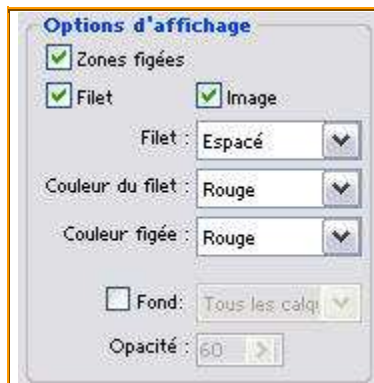 Options d'affichage
Zones figées
Filet Image
Filet : Espacé
Couleur du filet : Rouge
Couleur figée : Rouge
Fond: Tous les calq
Opacité : 60